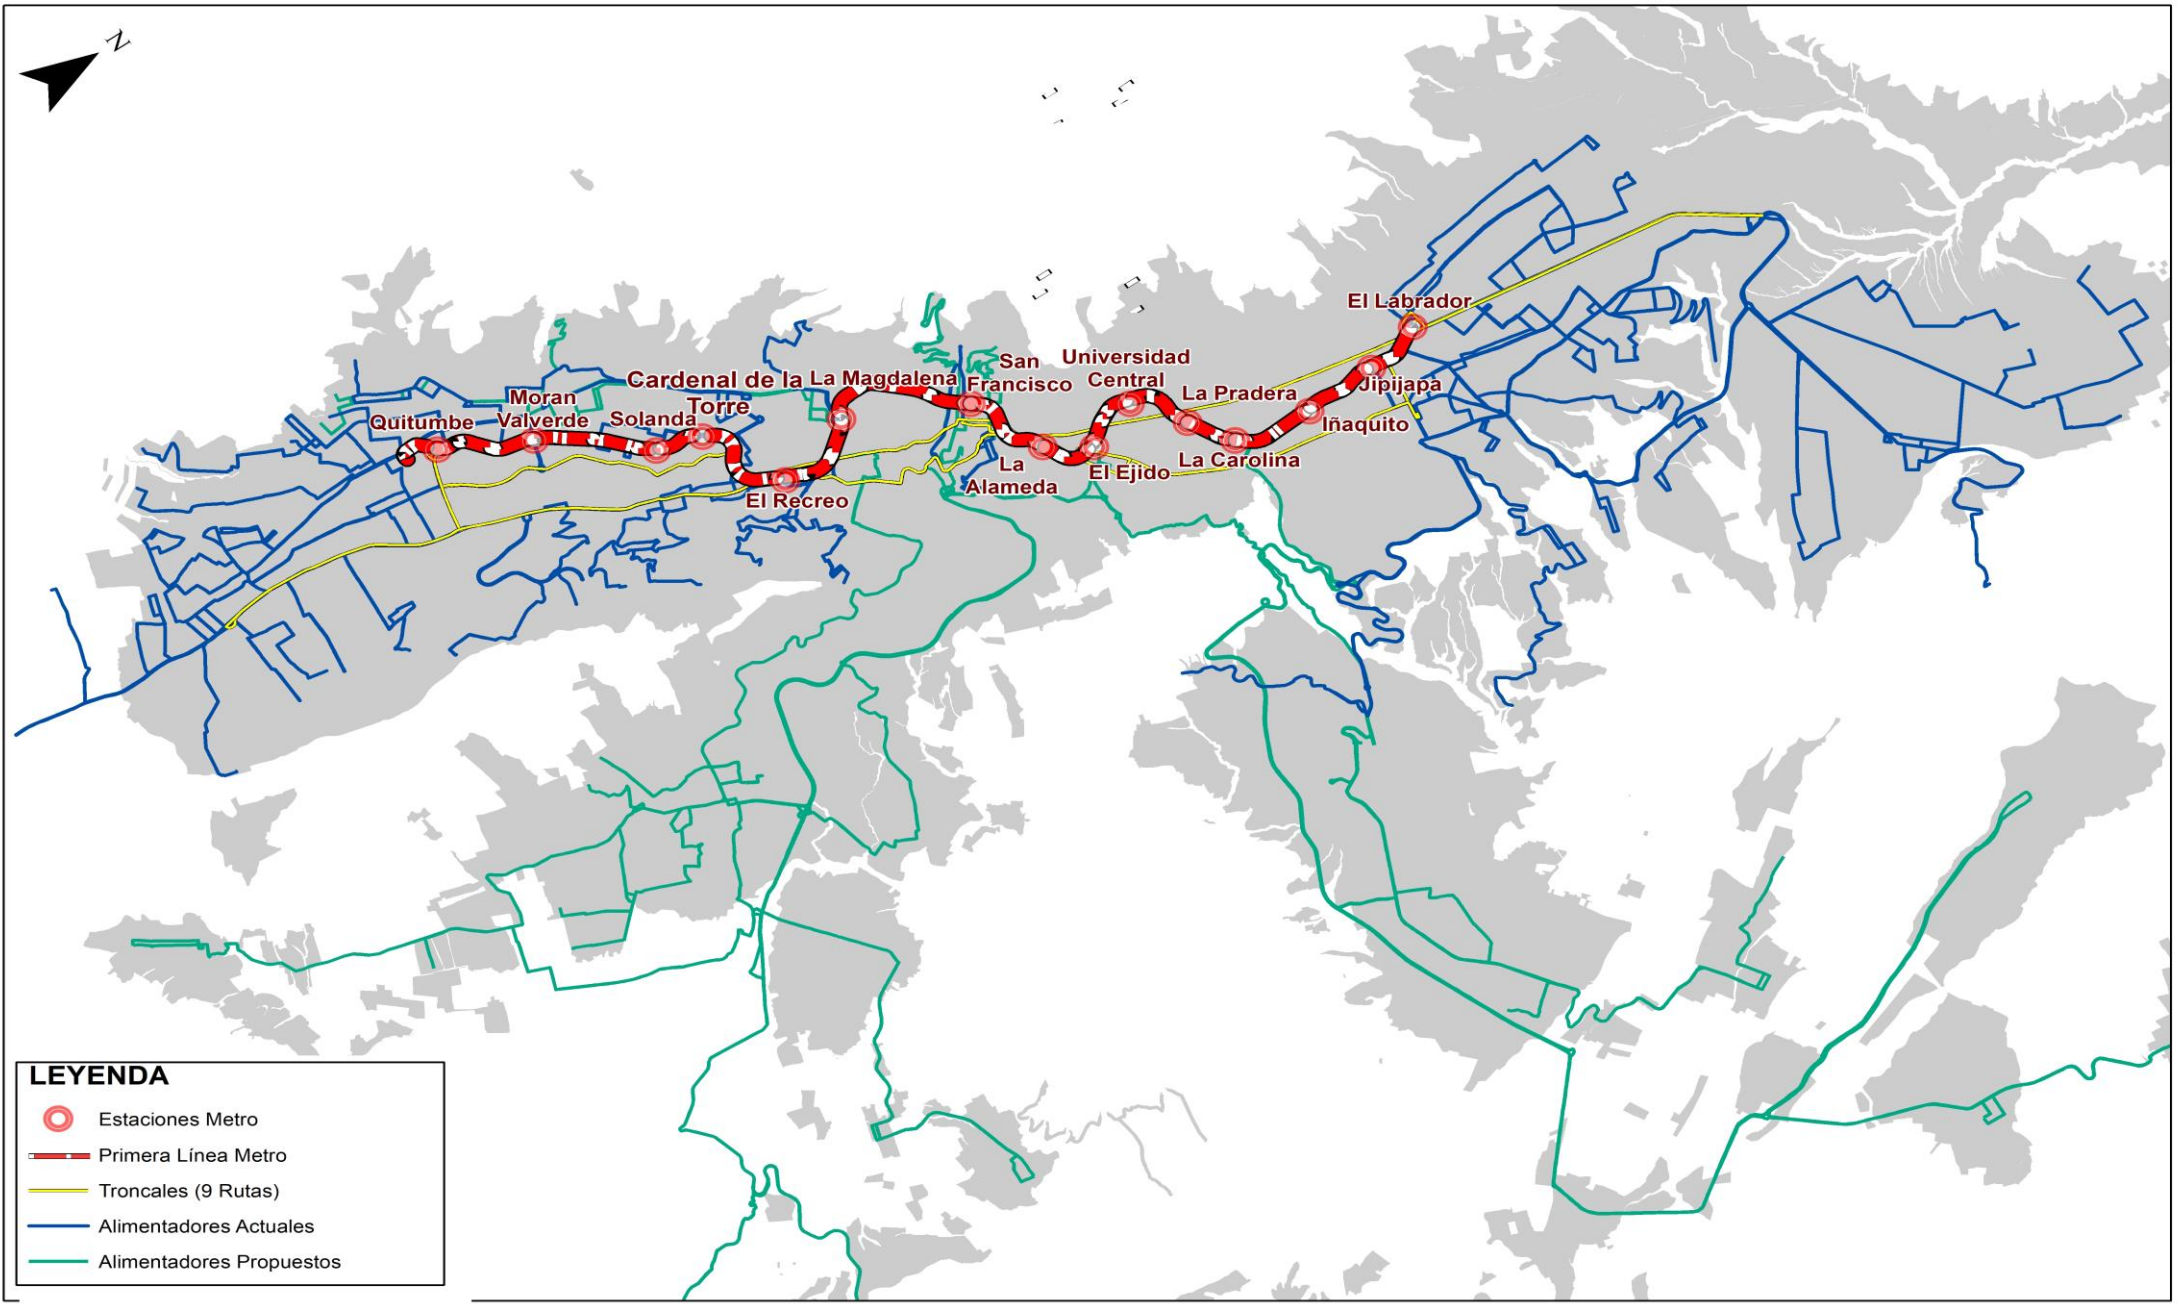 N
El Labrador
San
Francisco
Universidad
Central
Cardenal de la
Torre
La Magdalena
Jipijapa
La Pradera
Moran
Valverde
Quitumbe
Solanda
Iñaquito
La Carolina
La
Alameda
El Ejido
El Recreo
LEYENDA
Estaciones Metro
Primera Línea Metro
Troncales (9 Rutas)
Alimentadores Actuales
Alimentadores Propuestos